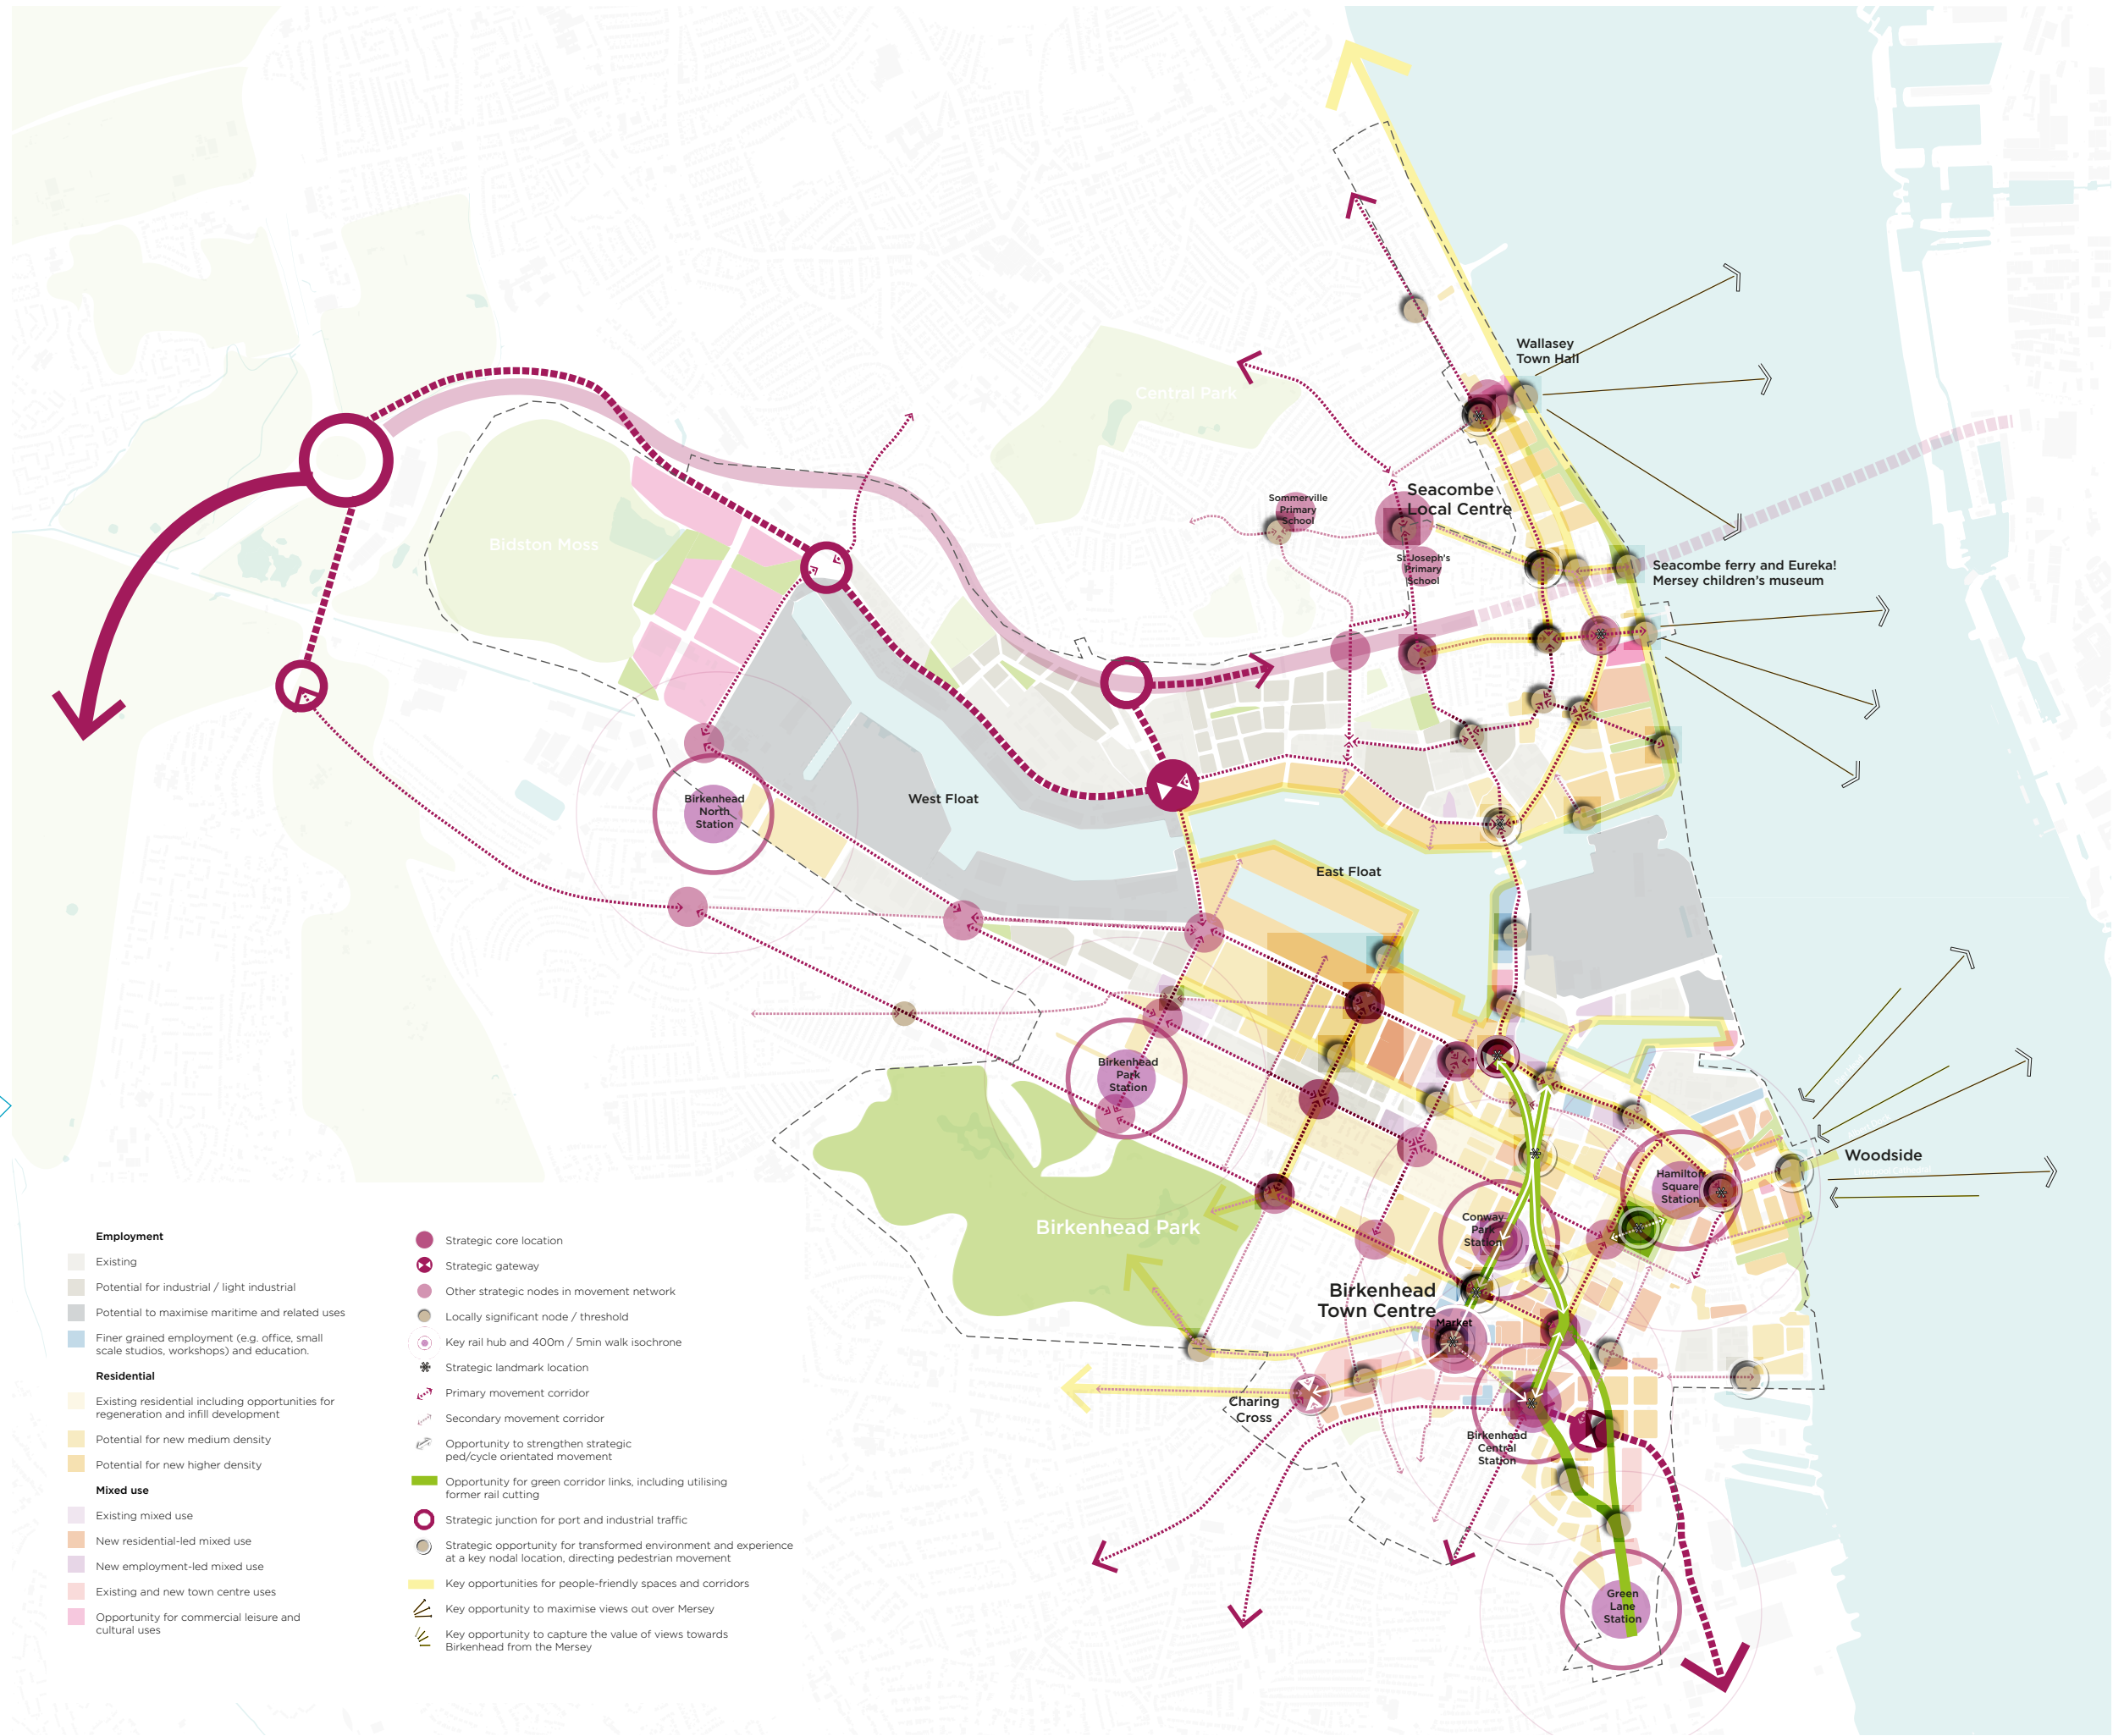 Wallasey
Town Hall
Central Park
Seacombe
Local Centre
Sommerville
Primary
School
Bidston Moss
St Joseph's
Primary
School
Seacombe ferry and Eureka!
Mersey children's museum
West Float
Birkenhead
North
Station
East Float
Birkenhead
Park
Station
Woodside
Hamilton
Square
Station
Conway
Park
Station
Birkenhead Park
Birkenhead
Town Centre
Market
Charing
Cross
Birkenhead
Central
Station
Green
Lane
Station
Employment
Existing
Potential for industrial / light industrial
Potential to maximise maritime and related uses
Finer grained employment (e.g. office, small
scale studios, workshops) and education.
Residential
Existing residential including opportunities for
regeneration and infill development
Potential for new medium density
Potential for new higher density
Mixed use
Existing mixed use
New residential-led mixed use
New employment-led mixed use
Existing and new town centre uses
Opportunity for commercial leisure and
cultural uses
Strategic core location
Strategic gateway
Other strategic nodes in movement network
Locally significant node / threshold
Key rail hub and 400m / 5min walk isochrone
Strategic landmark location
Primary movement corridor
Secondary movement corridor
Opportunity to strengthen strategic
ped/cycle orientated movement
Opportunity for green corridor links, including utilising
former rail cutting
Strategic junction for port and industrial traffic
Strategic opportunity for transformed environment and experience
at a key nodal location, directing pedestrian movement
Key opportunities for people-friendly spaces and corridors
Key opportunity to maximise views out over Mersey
Key opportunity to capture the value of views towards
Birkenhead from the Mersey